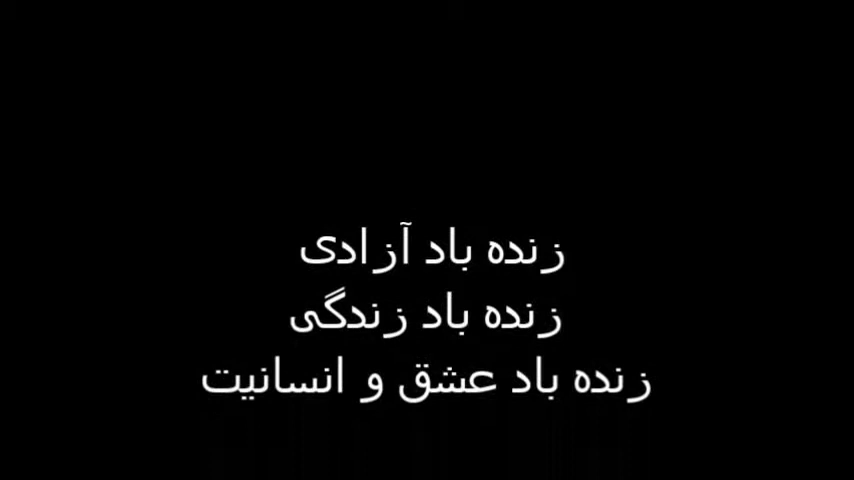 زنده باد آزادی
زنده باد زندگی
زنده باد عشق و انسانیت